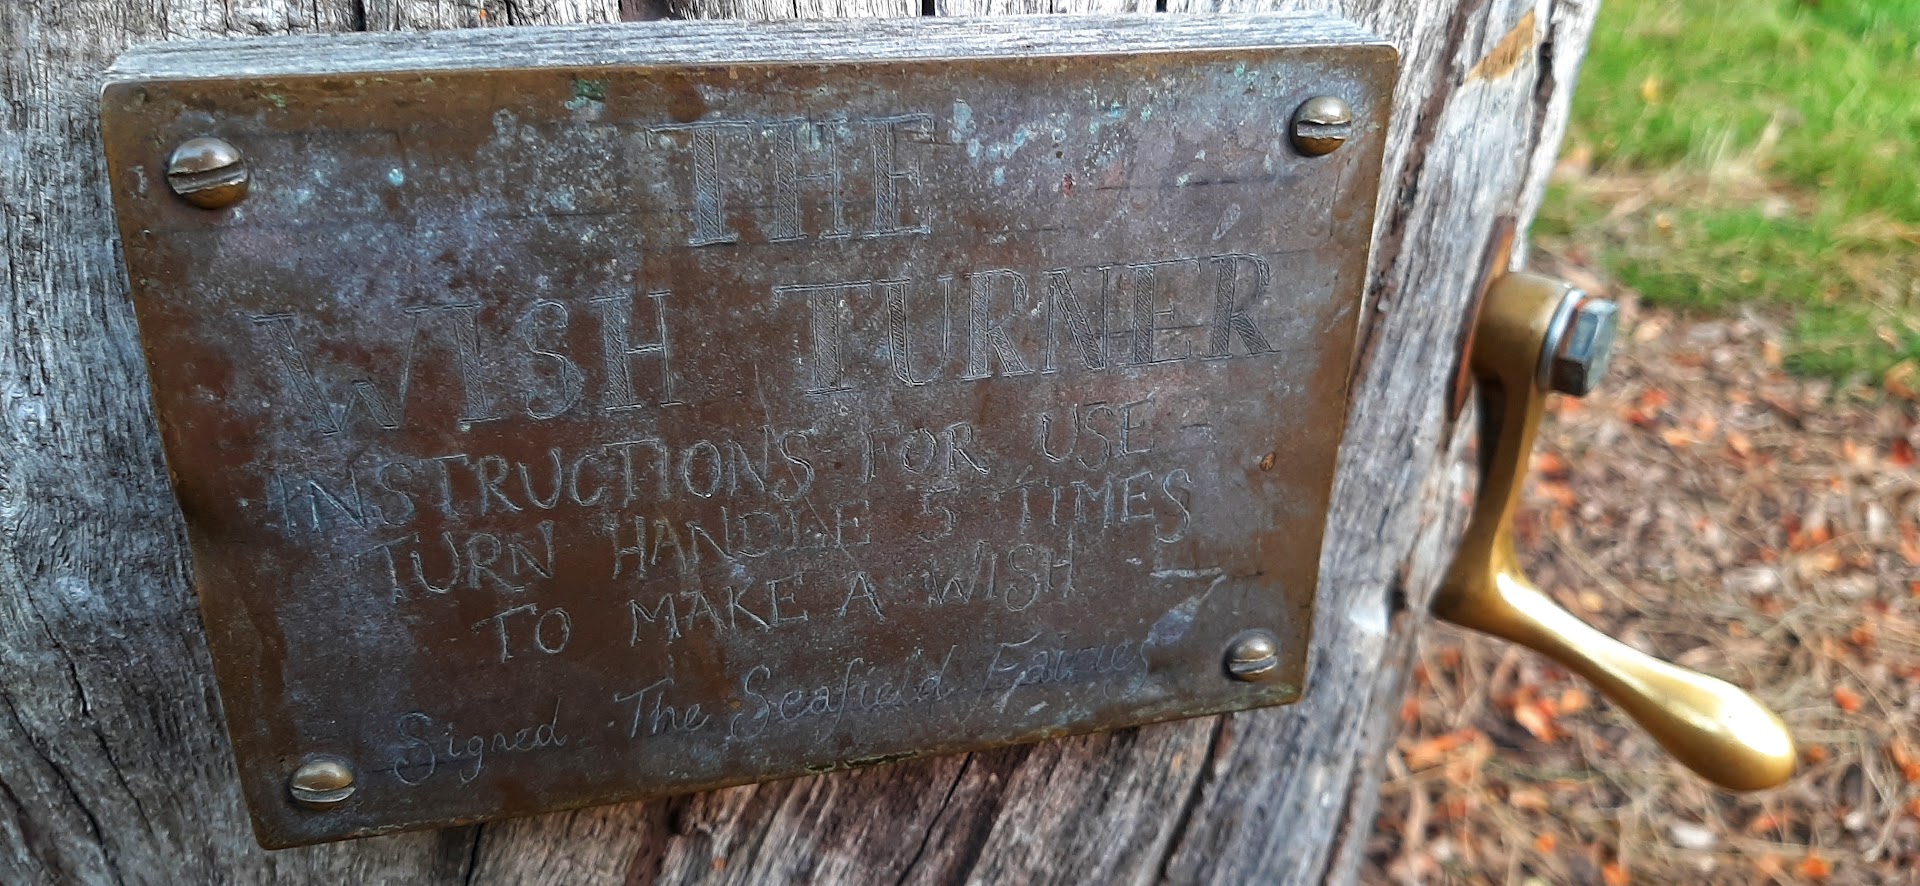 THE
WISH TURNER
INSTRUCTIONS FOR USE -
TURN HANDLE 5 TIMES
TO MAKE A WISH -
Signed The Seafield Fairies